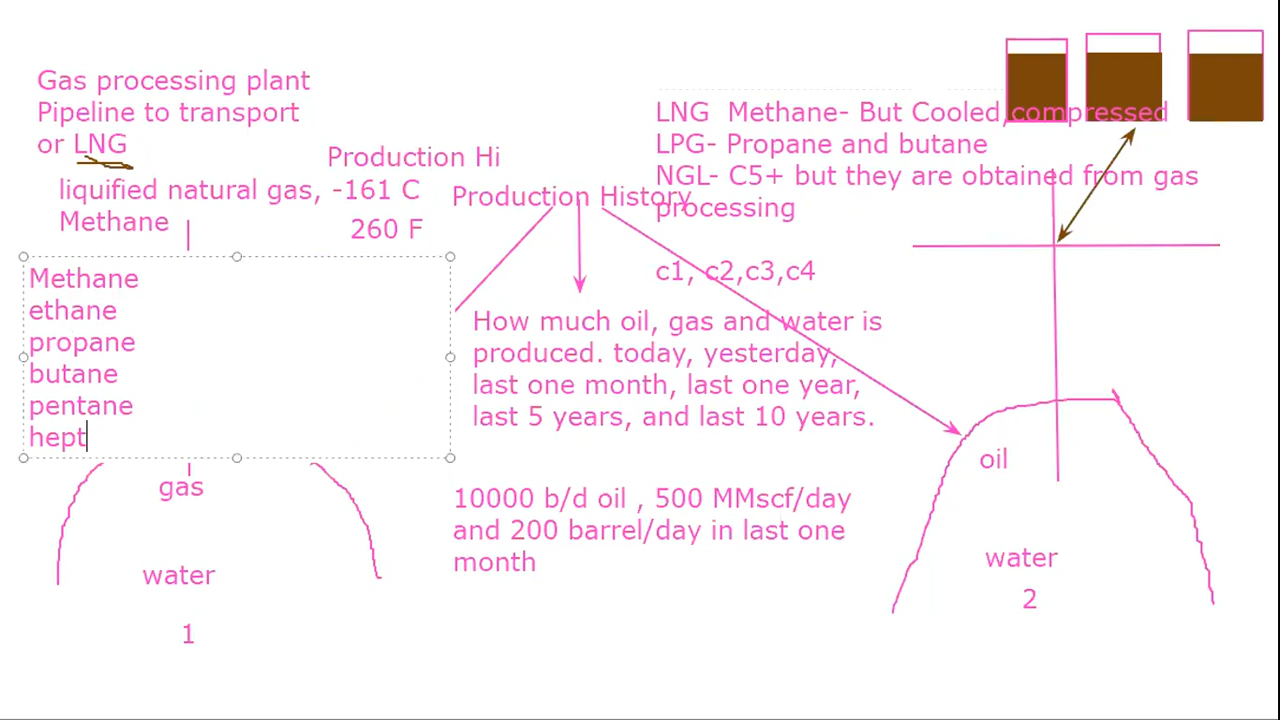 Gas processing plant
Pipeline to transport
or LNG
liquified natural gas, -161 C
Methane
260 F
Production Hi
Production History
LNG  Methane- But Cooled,compressed
LPG- Propane and butane
NGL- C5+ but they are obtained from gas
processing
c1, c2,c3,c4
Methane
ethane
propane
butane
pentane
hept
How much oil, gas and water is
produced. today, yesterday,
last one month, last one year,
last 5 years, and last 10 years.
10000 b/d oil , 500 MMscf/day
and 200 barrel/day in last one
month
gas
water
1
oil
water
2